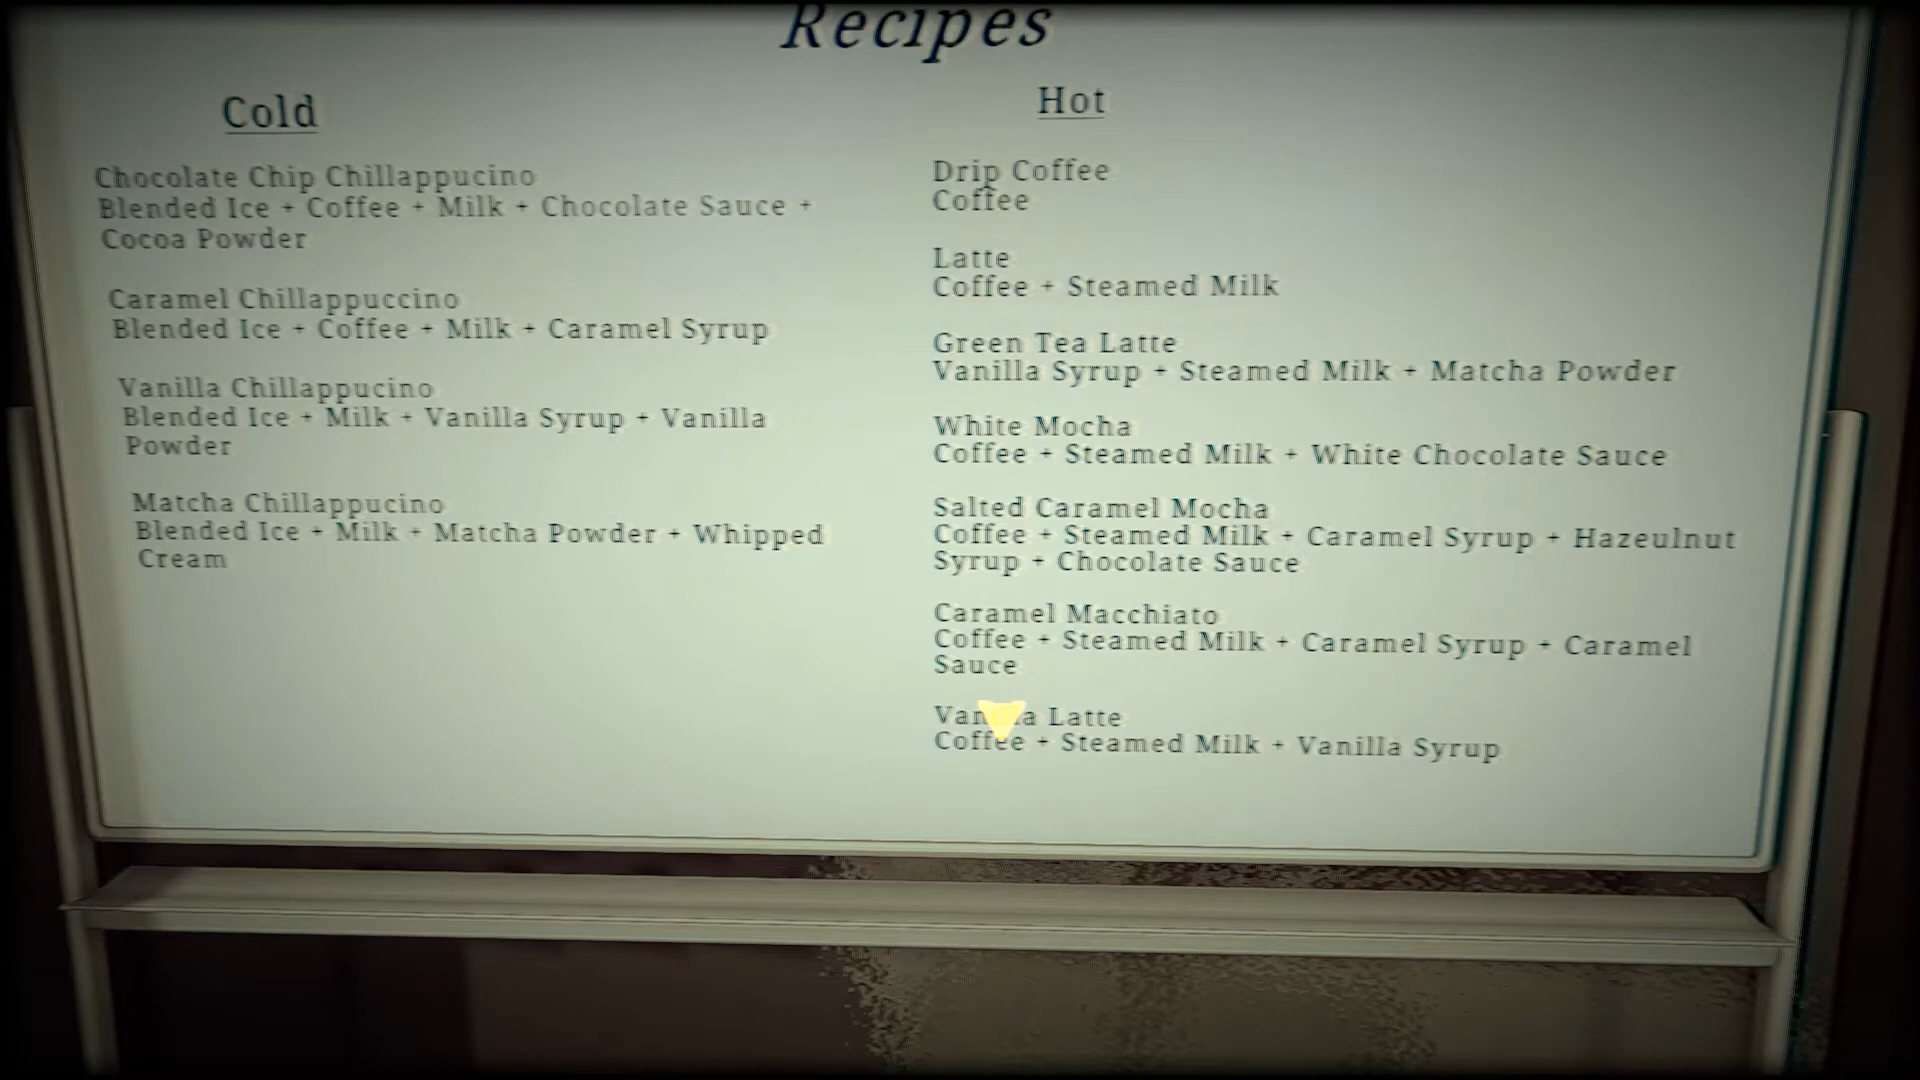 Recipes
Cold
Chocolate Chip Chillappucino
Blended Ice + Coffee + Milk + Chocolate Sauce +
Cocoa Powder
Caramel Chillappuccino
Blended Ice + Coffee + Milk + Caramel Syrup
Vanilla Chillappucino
Blended Ice + Milk + Vanilla Syrup + Vanilla
Powder
Matcha Chillappucino
Blended Ice + Milk + Matcha Powder + Whipped
Cream
Hot
Drip Coffee
Coffee
Latte
Coffee + Steamed Milk
Green Tea Latte
Vanilla Syrup + Steamed Milk + Matcha Powder
White Mocha
Coffee + Steamed Milk + White Chocolate Sauce
Salted Caramel Mocha
Coffee + Steamed Milk + Caramel Syrup + Hazeulnut
Syrup + Chocolate Sauce
Caramel Macchiato
Coffee + Steamed Milk + Caramel Syrup + Caramel
Sauce
Vanilla Latte
Coffee + Steamed Milk + Vanilla Syrup